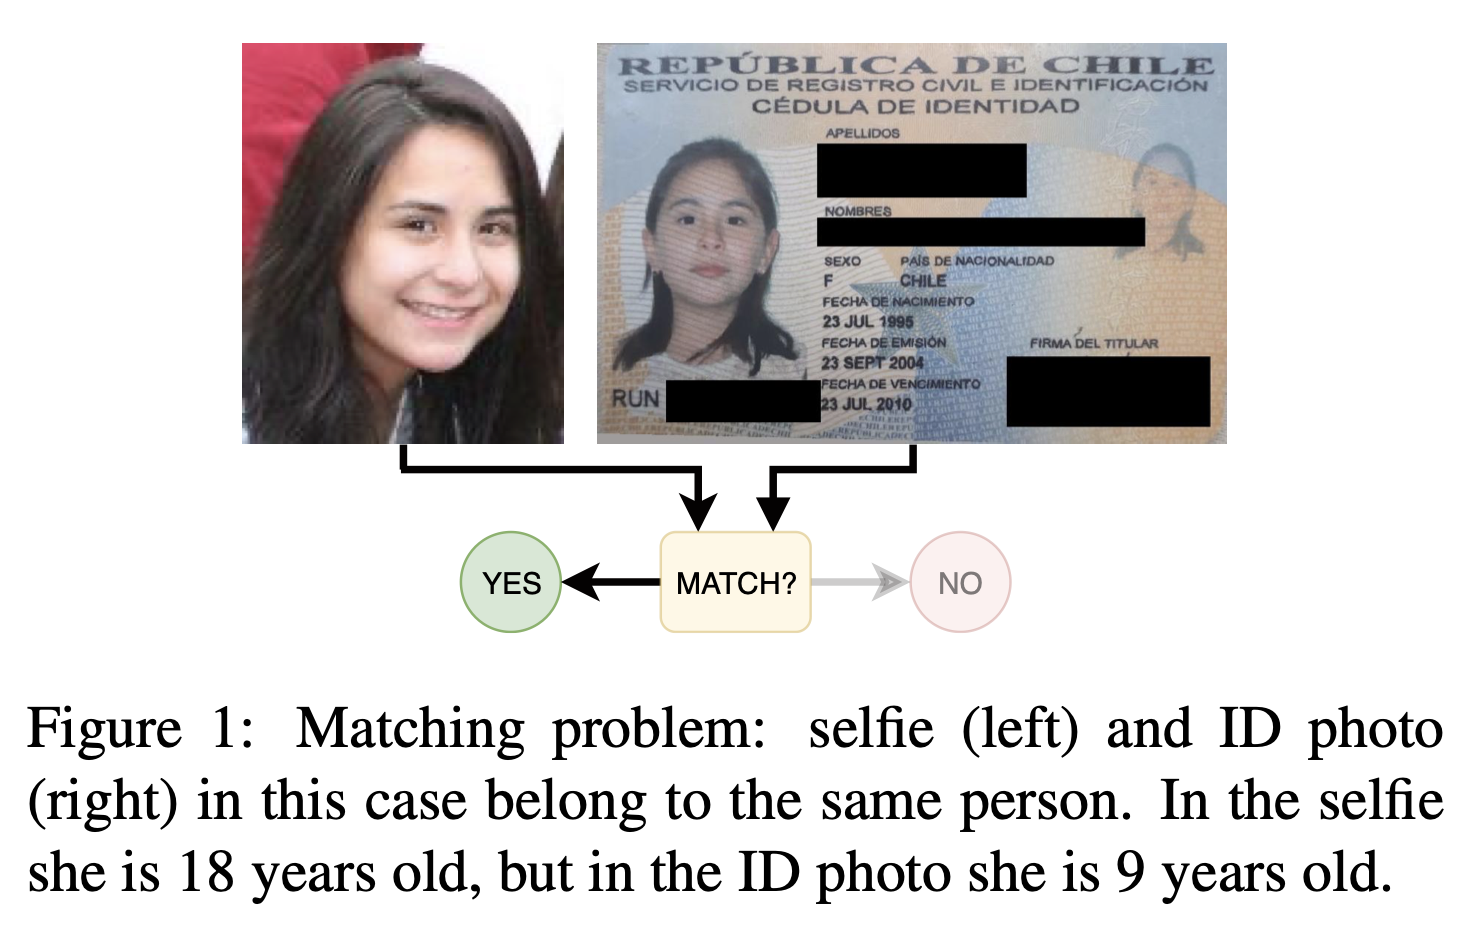 REPÚBLICA DE CHILE
SERVICIO DE REGISTRO CIVIL E IDENTIFICACIÓN
CÉDULA DE IDENTIDAD
APELLIDOS
NOMBRES
SEXO PAÍS DE NACIONALIDAD
F CHILE
FECHA DE NACIMIENTO
23 JUL 1995
FECHA DE EMISIÓN FIRMA DEL TITULAR
23 SEPT 2004
FECHA DE VENCIMIENTO
RUN 23 JUL 2010
MATCH?
YES
NO
Figure 1: Matching problem: selfie (left) and ID photo
(right) in this case belong to the same person. In the selfie
she is 18 years old, but in the ID photo she is 9 years old.